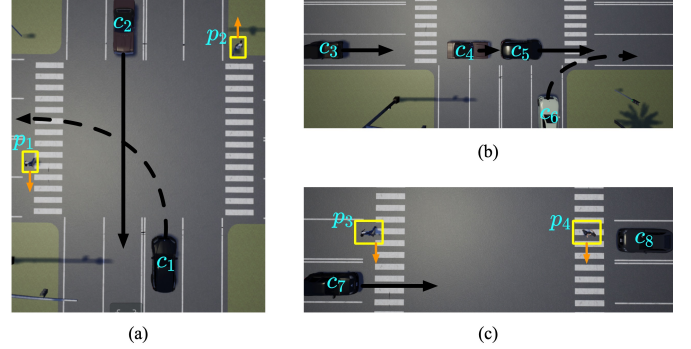 c₂
p₂
p₁
c₁
(a)
c₃
c₄
c₅
c₆
(b)
p₃
p₄
c₇
c₈
(c)